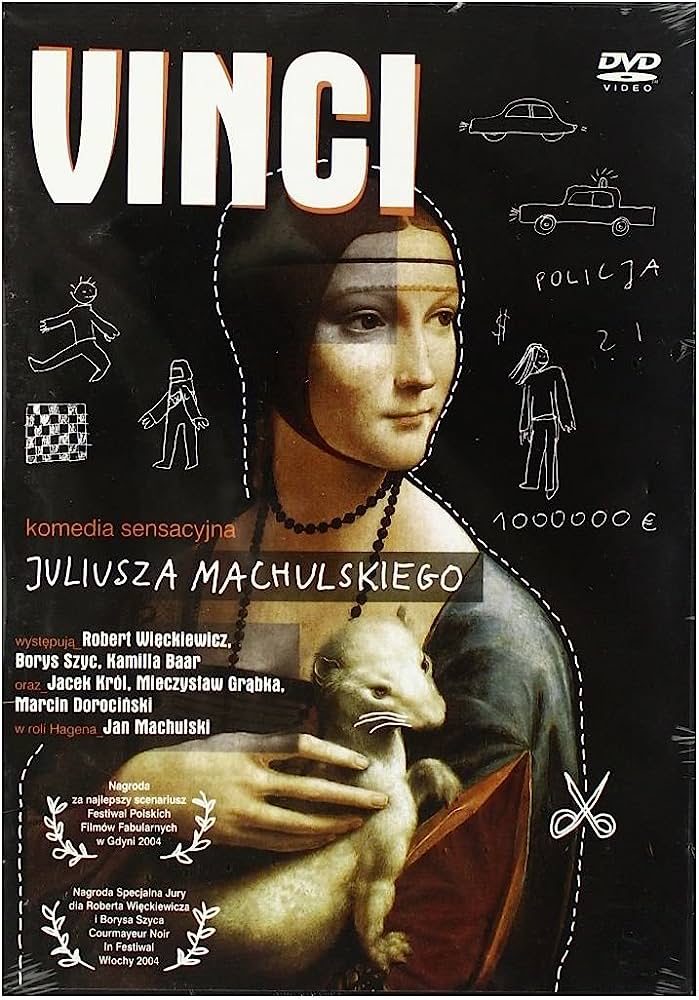 VINCI
DVD
VIDEO
POLICJA
$
?!
1000000 €
komedia sensacyjna
JULIUSZA MACHULSKIEGO
występują_Robert Więckiewicz,
Borys Szyc, Kamilla Baar
oraz_Jacek Król, Mieczysław Grąbka,
Marcin Dorociński
w roli Hagena_Jan Machulski
Nagroda
za najlepszy scenariusz
Festiwal Polskich
Filmów Fabularnych
w Gdyni 2004
Nagroda Specjalna Jury
dla Roberta Więckiewicza
i Borysa Szyca
Courmayeur Noir
In Festiwal
Włochy 2004